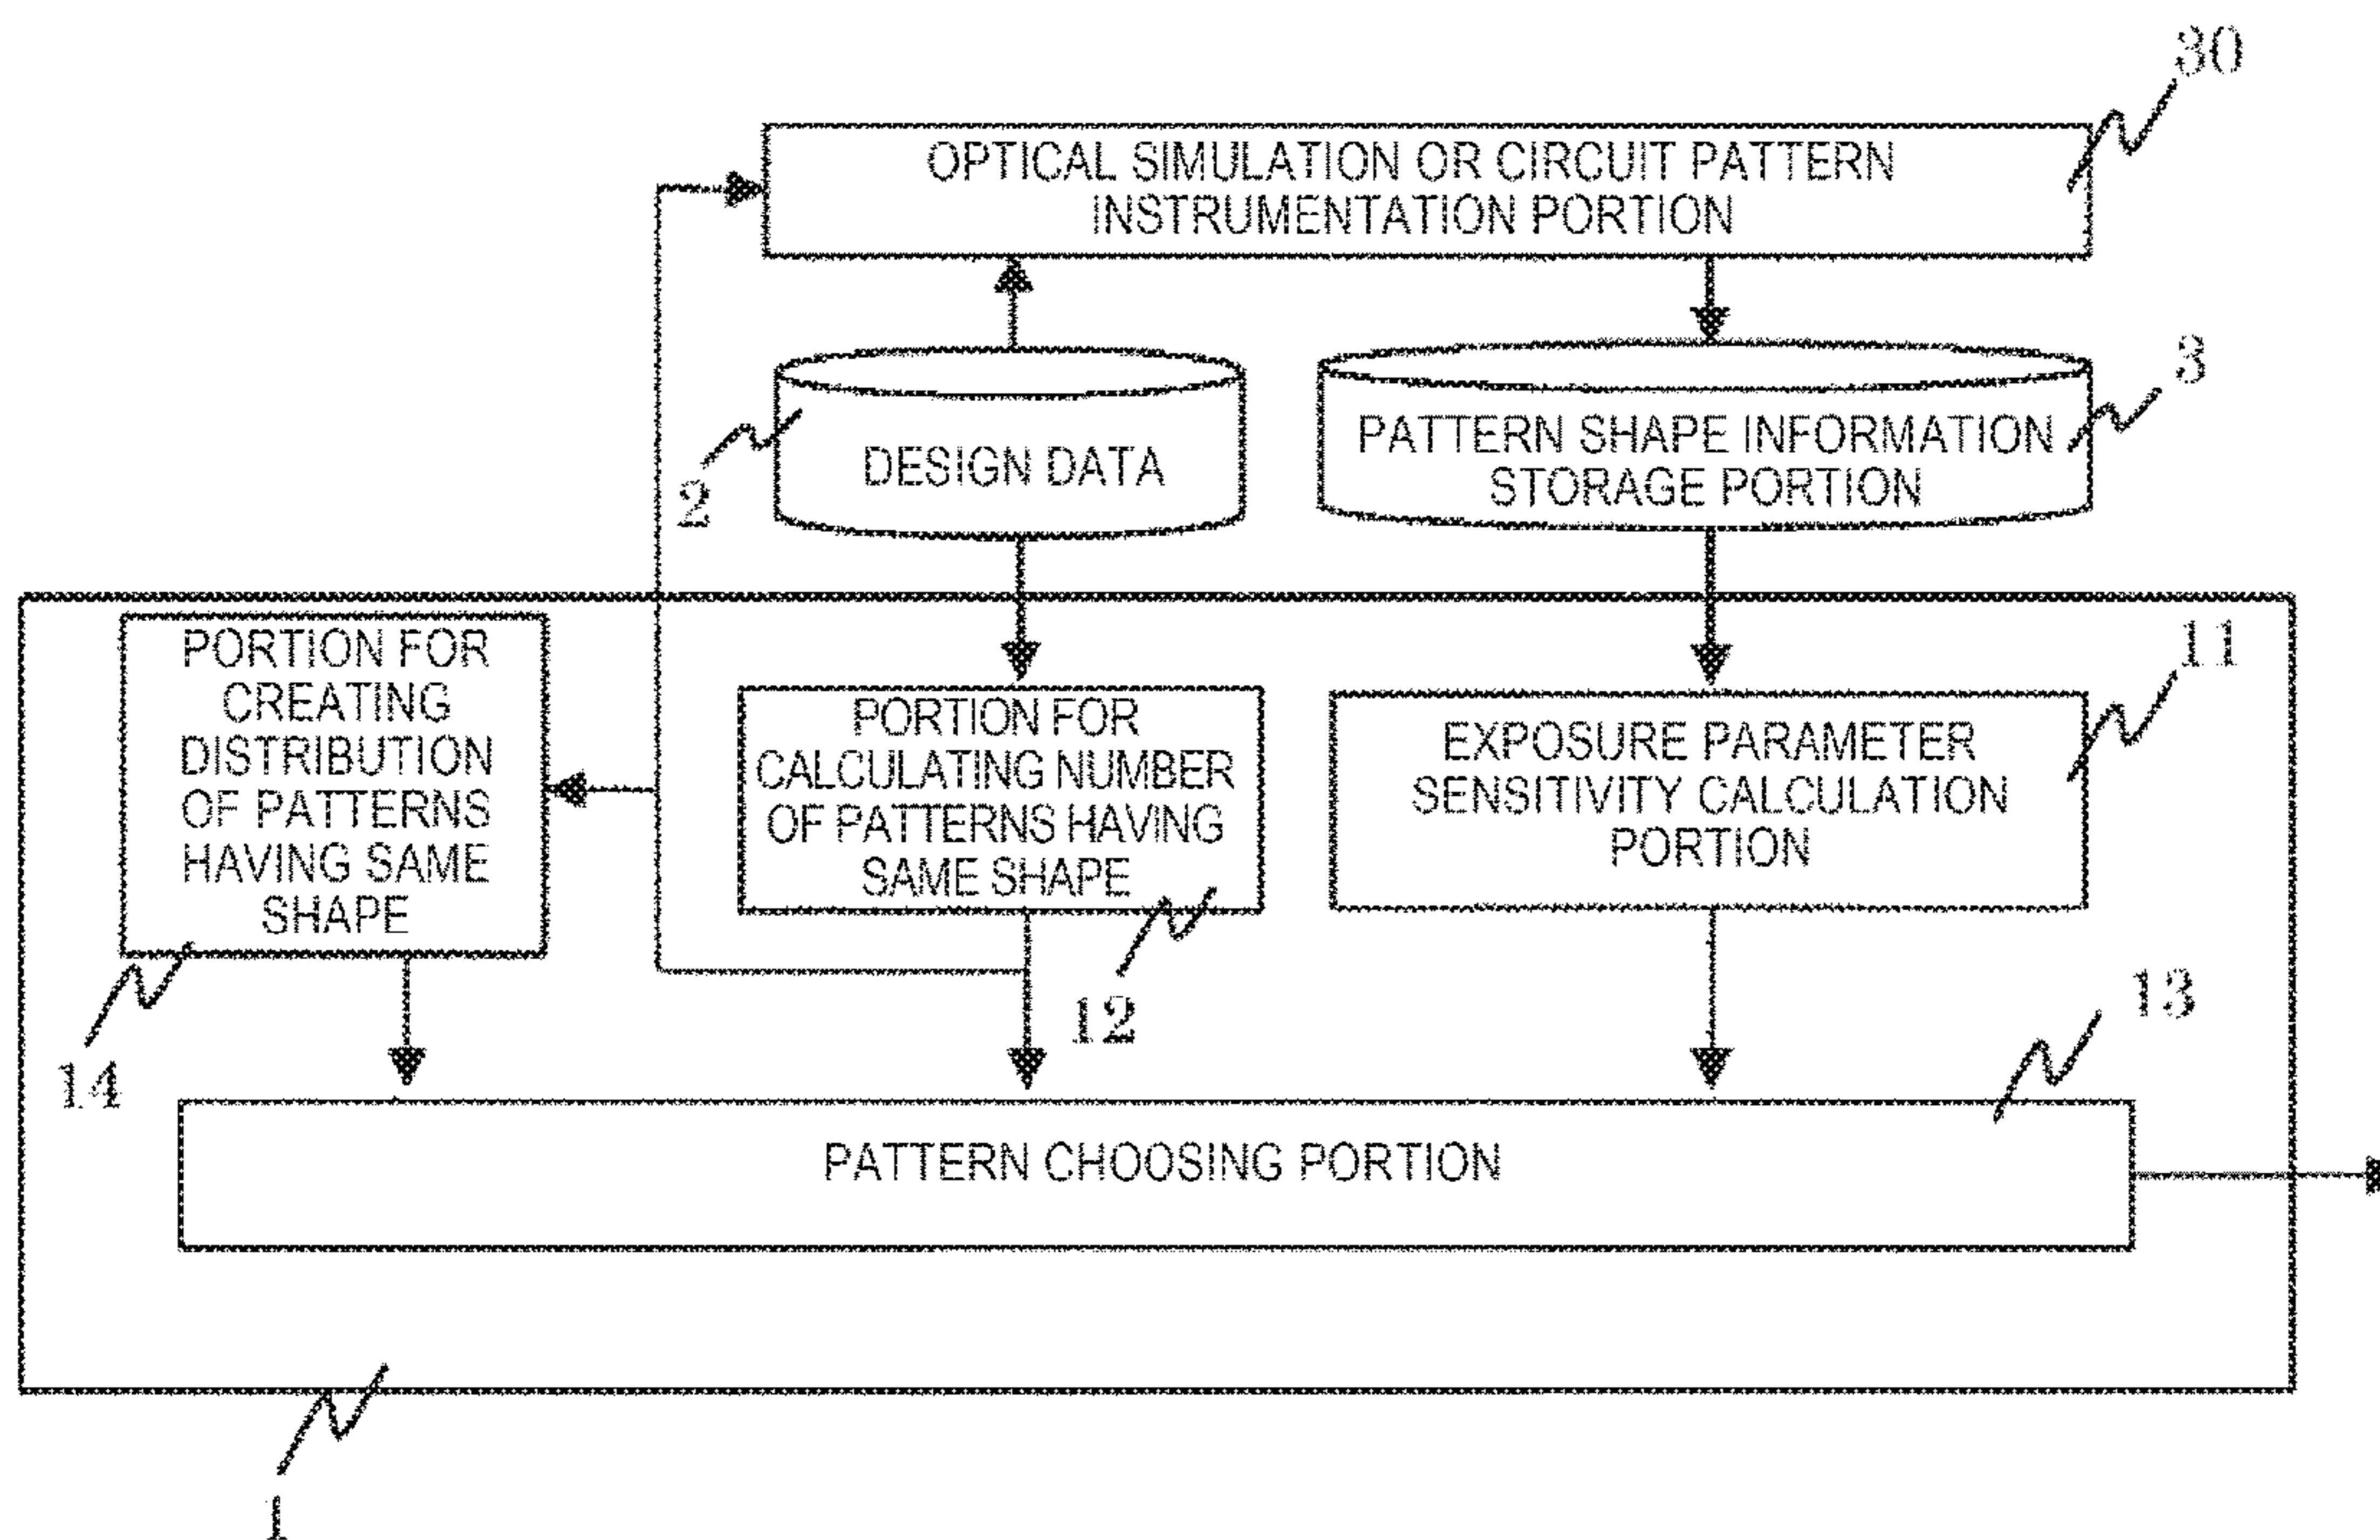 30
OPTICAL SIMULATION OR CIRCUIT PATTERN
INSTRUMENTATION PORTION
3
2
DESIGN DATA
PATTERN SHAPE INFORMATION
STORAGE PORTION
PORTION FOR
CREATING
DISTRIBUTION
OF PATTERNS
HAVING SAME
SHAPE
14
PORTION FOR
CALCULATING NUMBER
OF PATTERNS HAVING
SAME SHAPE
12
11
EXPOSURE PARAMETER
SENSITIVITY CALCULATION
PORTION
13
PATTERN CHOOSING PORTION
1